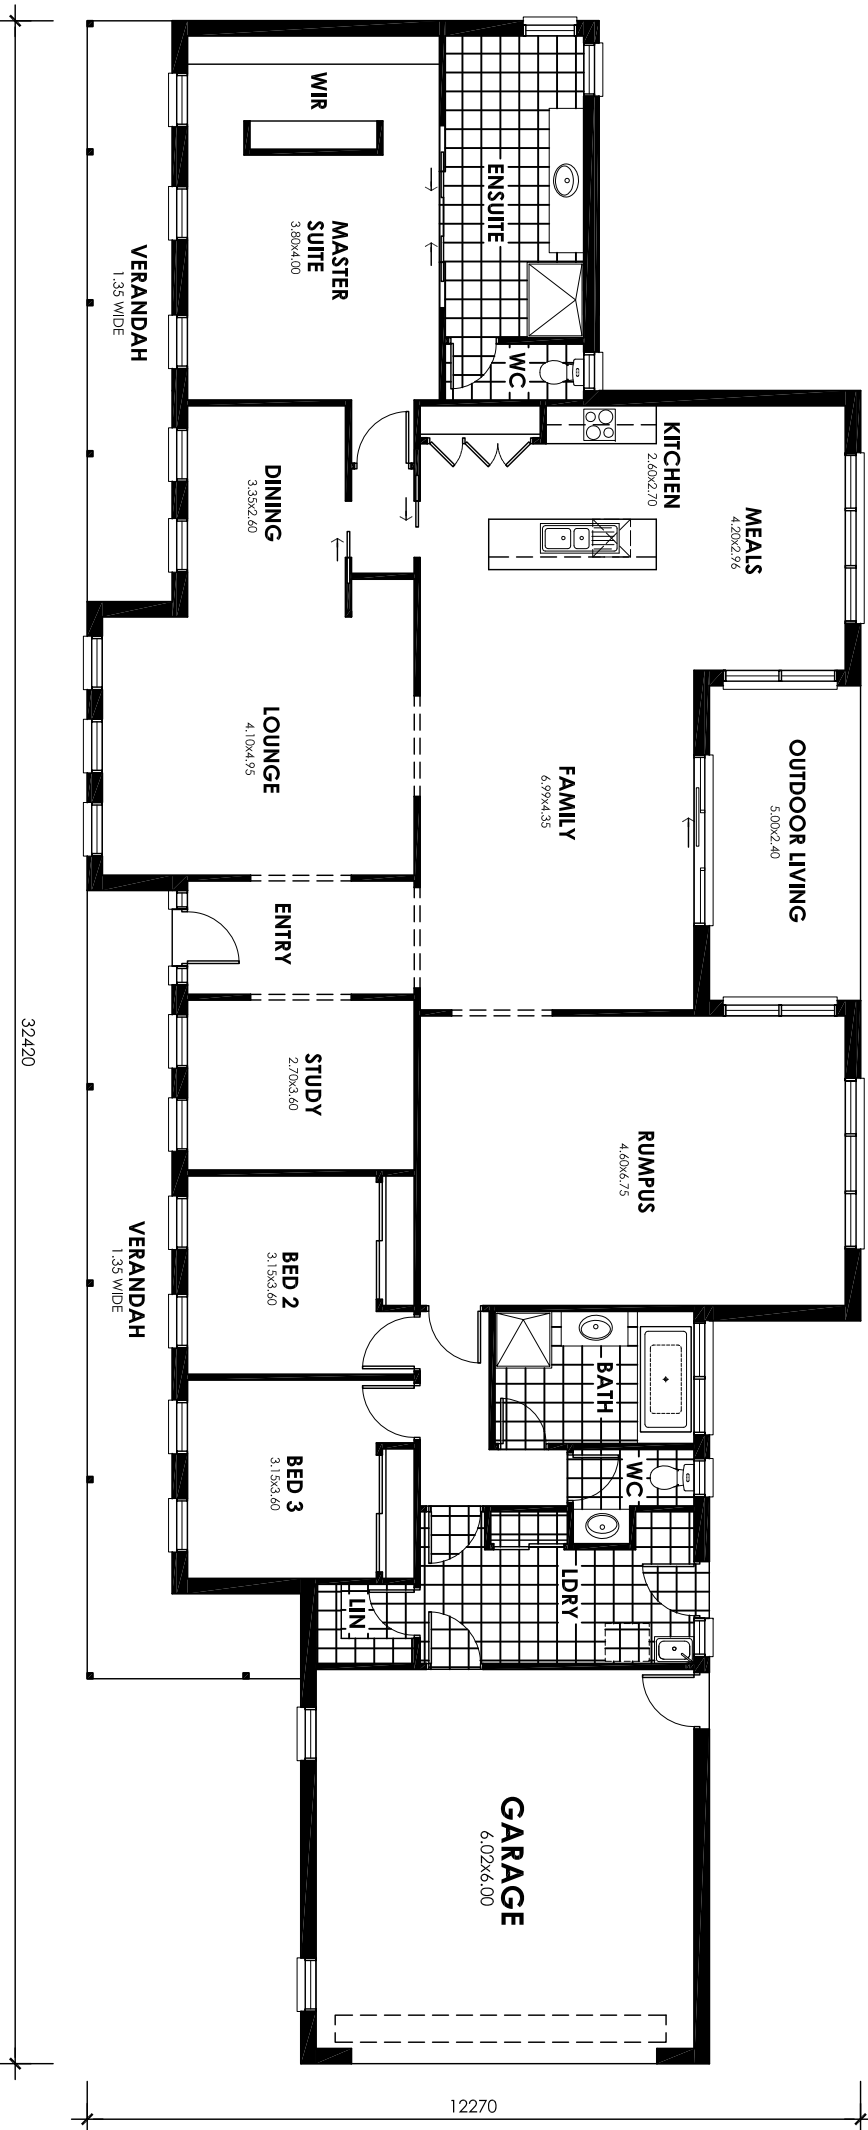 WIR
ENSUITE
MASTER
SUITE
3.80x4.00
VERANDAH
1.35 WIDE
WC
KITCHEN
2.60x2.70
DINING
3.35x2.60
MEALS
4.20x2.96
LOUNGE
4.10x4.95
FAMILY
6.99x4.35
OUTDOOR LIVING
5.00x2.40
ENTRY
STUDY
2.70x3.60
RUMPUS
4.60x6.75
VERANDAH
1.35 WIDE
BED 2
3.15x3.60
BATH
BED 3
3.15x3.60
WC
LDRY
LIN
GARAGE
6.02x6.00
32420
12270